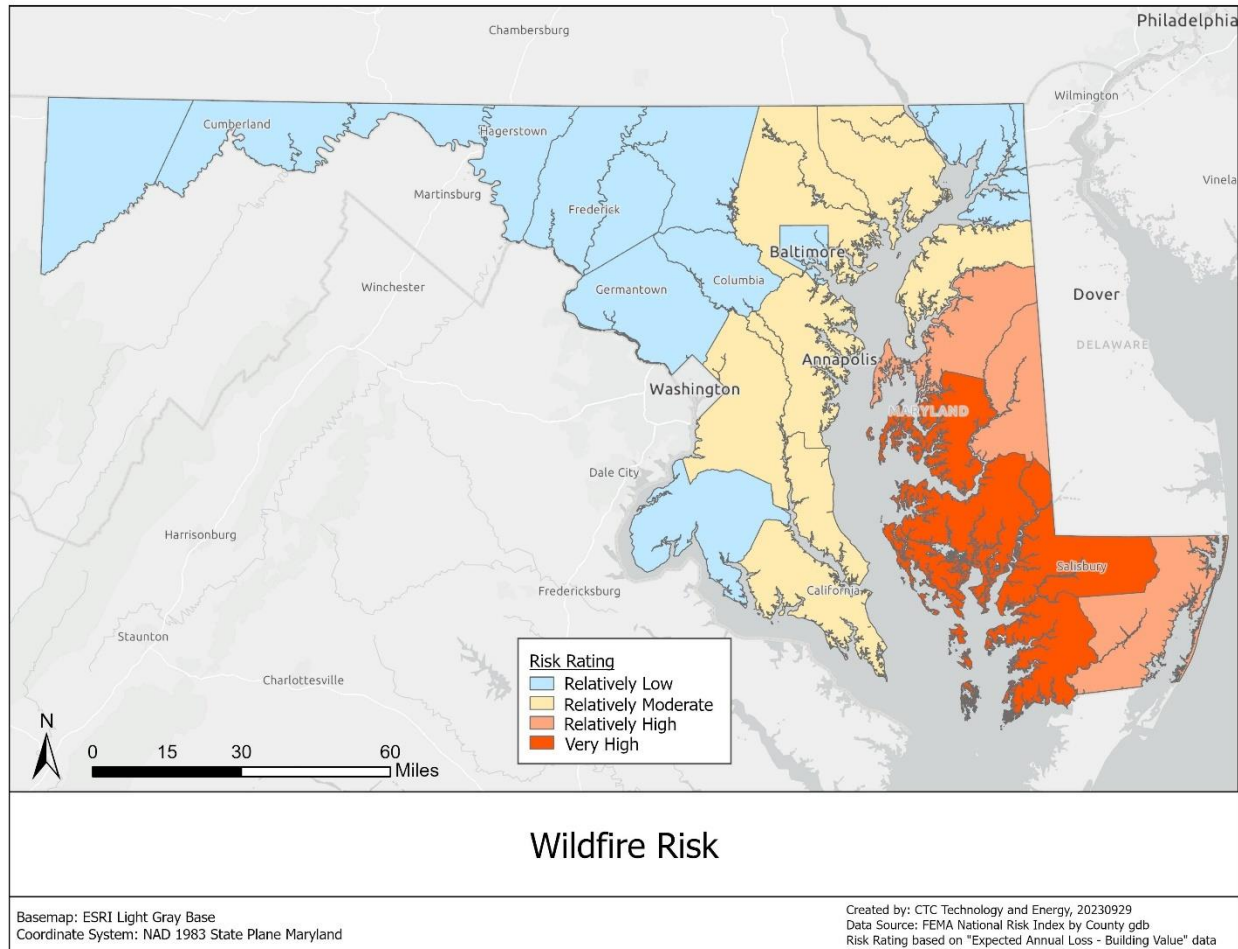 Philadelphia
Chambersburg
Wilmington
Cumberland
Hagerstown
Martinsburg
Vinela
Frederick
Baltimore
Winchester
Germantown
Columbia
Dover
DELAWARE
Annapolis
Washington
MARYLAND
Dale City
Harrisonburg
Salisbury
Fredericksburg
California
Staunton
Charlottesville
Risk Rating
Relatively Low
Relatively Moderate
Relatively High
Very High
N
0 15 30 60
Miles
Wildfire Risk
Basemap: ESRI Light Gray Base
Coordinate System: NAD 1983 State Plane Maryland
Created by: CTC Technology and Energy, 20230929
Data Source: FEMA National Risk Index by County gdb
Risk Rating based on "Expected Annual Loss - Building Value" data